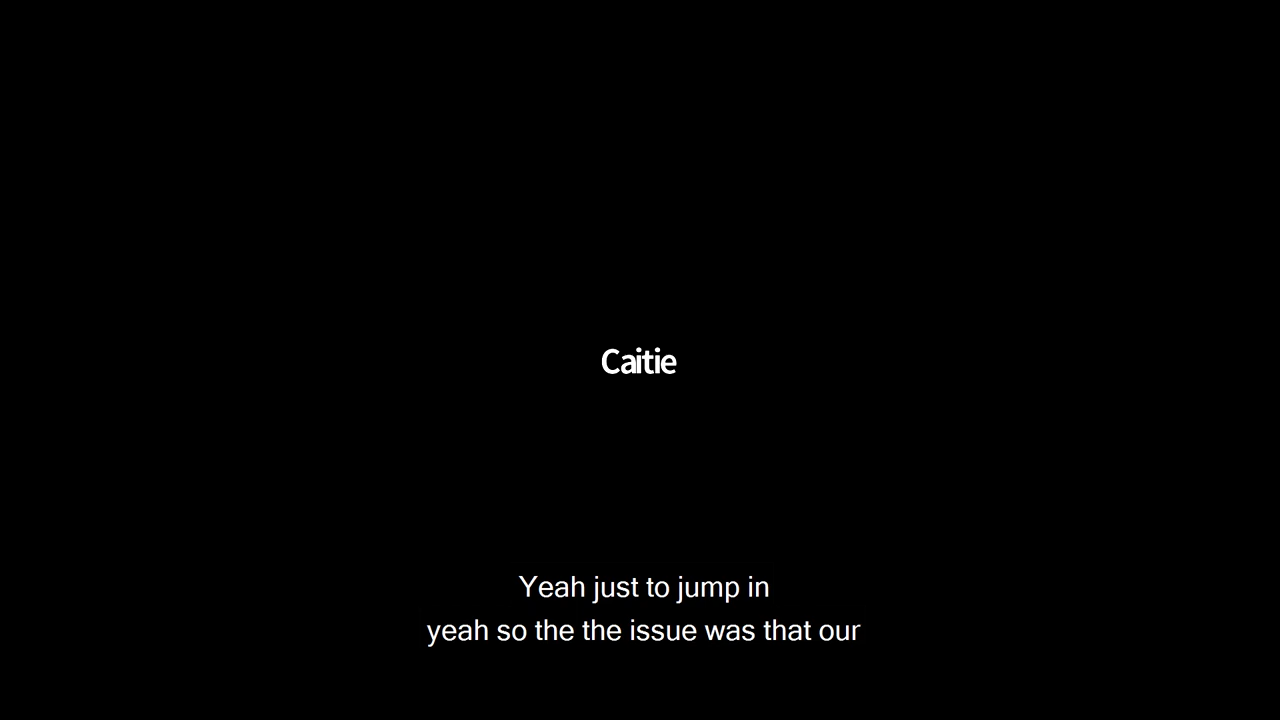 Caitie
Yeah just to jump in
yeah so the the issue was that our